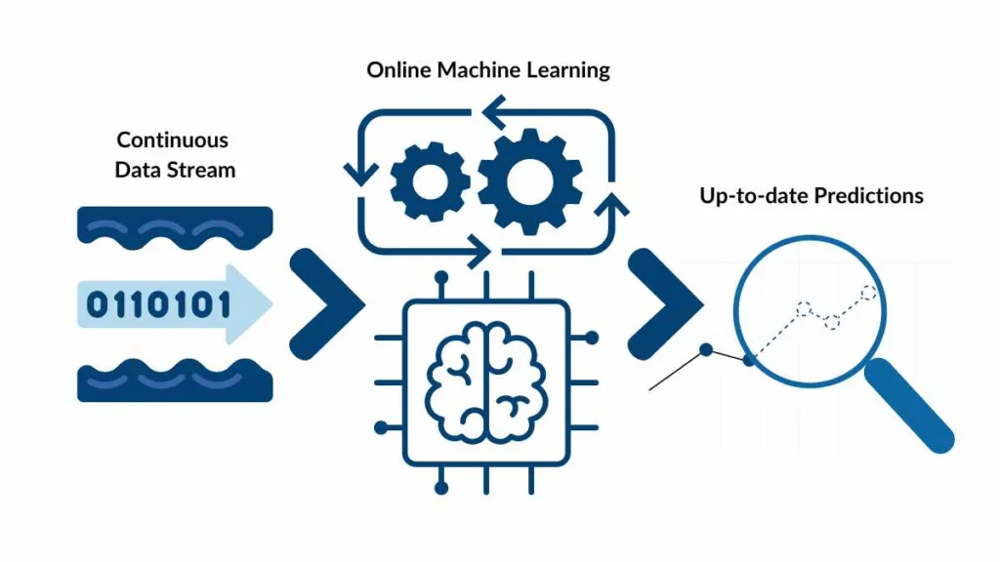 Online Machine Learning
Continuous
Data Stream
0110101
Up-to-date Predictions